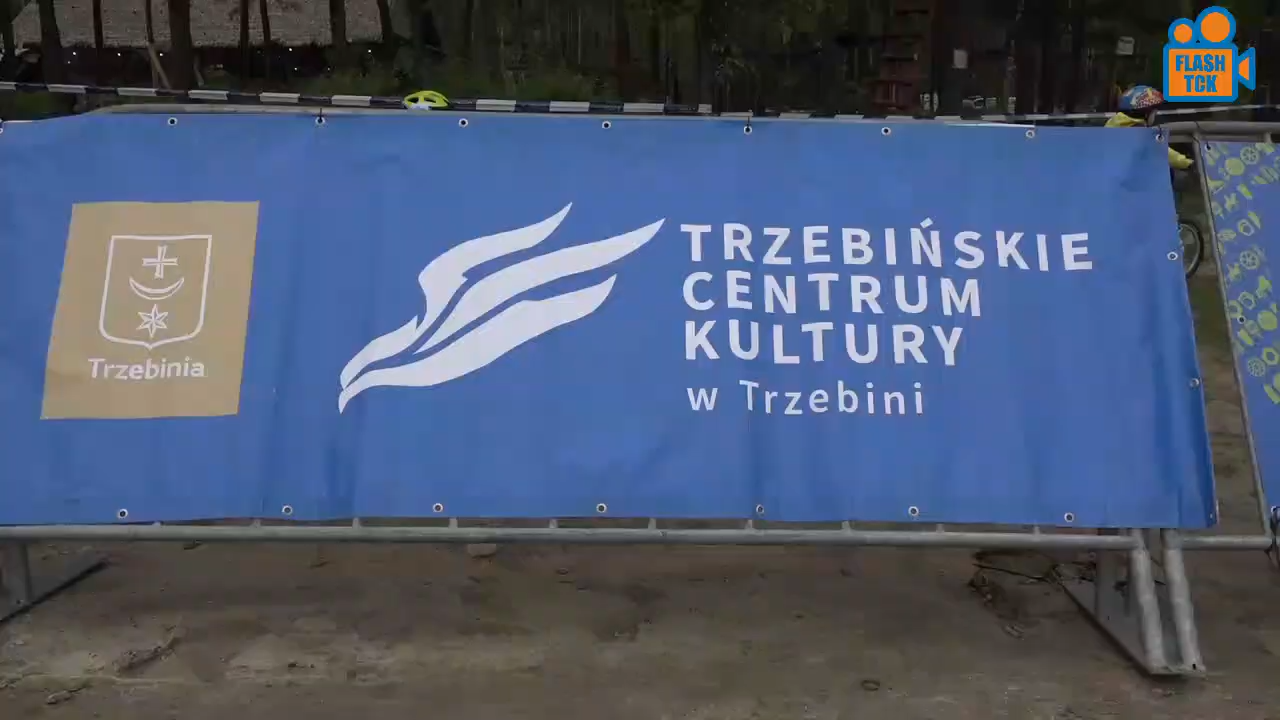 FLASH
TCK
Trzebinia
TRZEBIŃSKIE
CENTRUM
KULTURY
w Trzebini